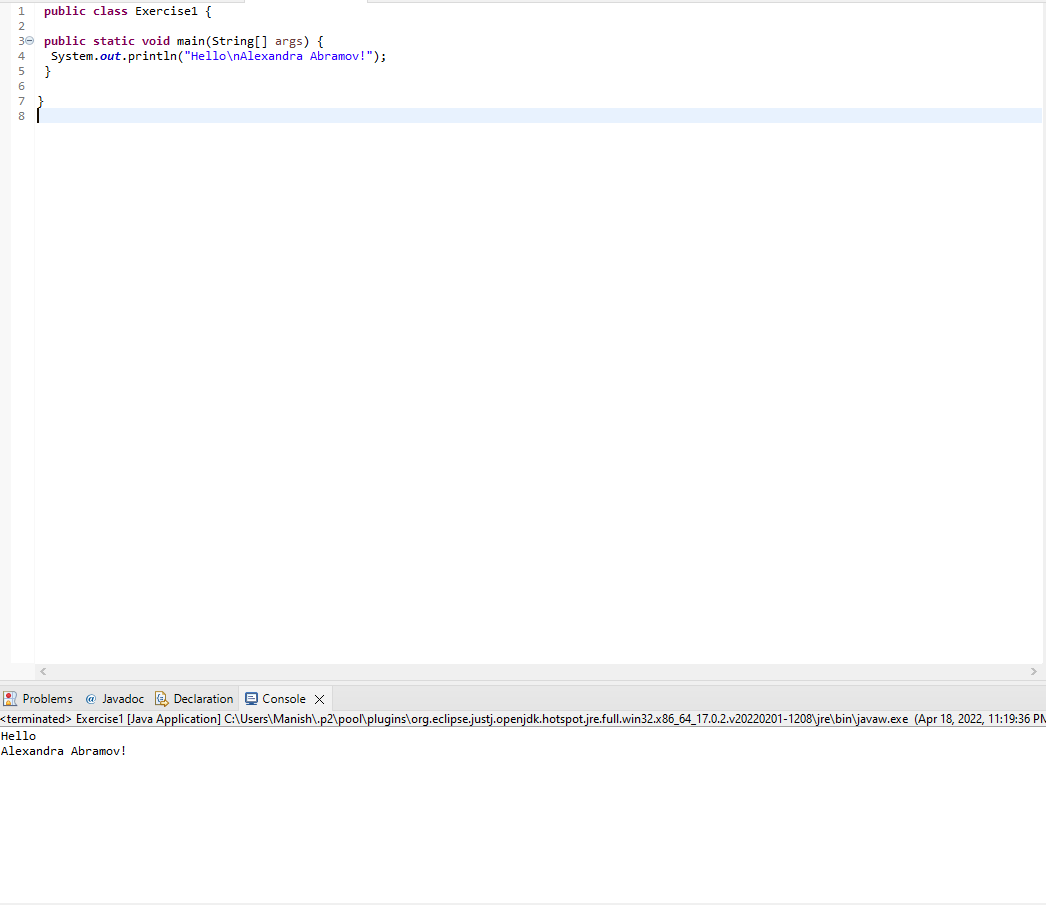 1 public class Exercise1 {
2
3 public static void main(String[] args) {
4 System.out.println("Hello\nAlexandra Abramov!");
5 }
6
7 }
8
Problems @ Javadoc Declaration Console
<terminated> Exercise1 [Java Application] C:\Users\Manish\.p2\pool\plugins\org.eclipse.justj.openjdk.hotspot.jre.full.win32.x86_64_17.0.2.v20220201-1208\jre\bin\javaw.exe (Apr 18, 2022, 11:19:36 PM
Hello
Alexandra Abramov!